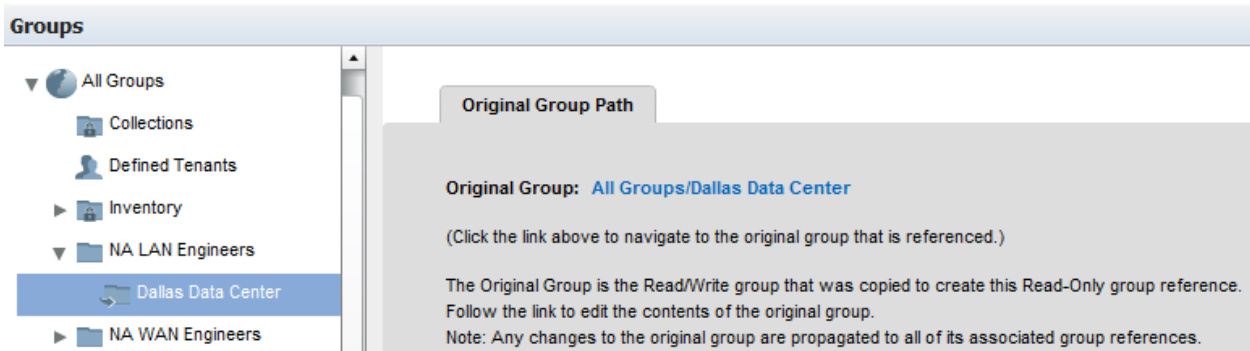 Groups
All Groups
Collections
Defined Tenants
Inventory
NA LAN Engineers
Dallas Data Center
NA WAN Engineers
Original Group Path
Original Group: All Groups/Dallas Data Center
(Click the link above to navigate to the original group that is referenced.)
The Original Group is the Read/Write group that was copied to create this Read-Only group reference.
Follow the link to edit the contents of the original group.
Note: Any changes to the original group are propagated to all of its associated group references.